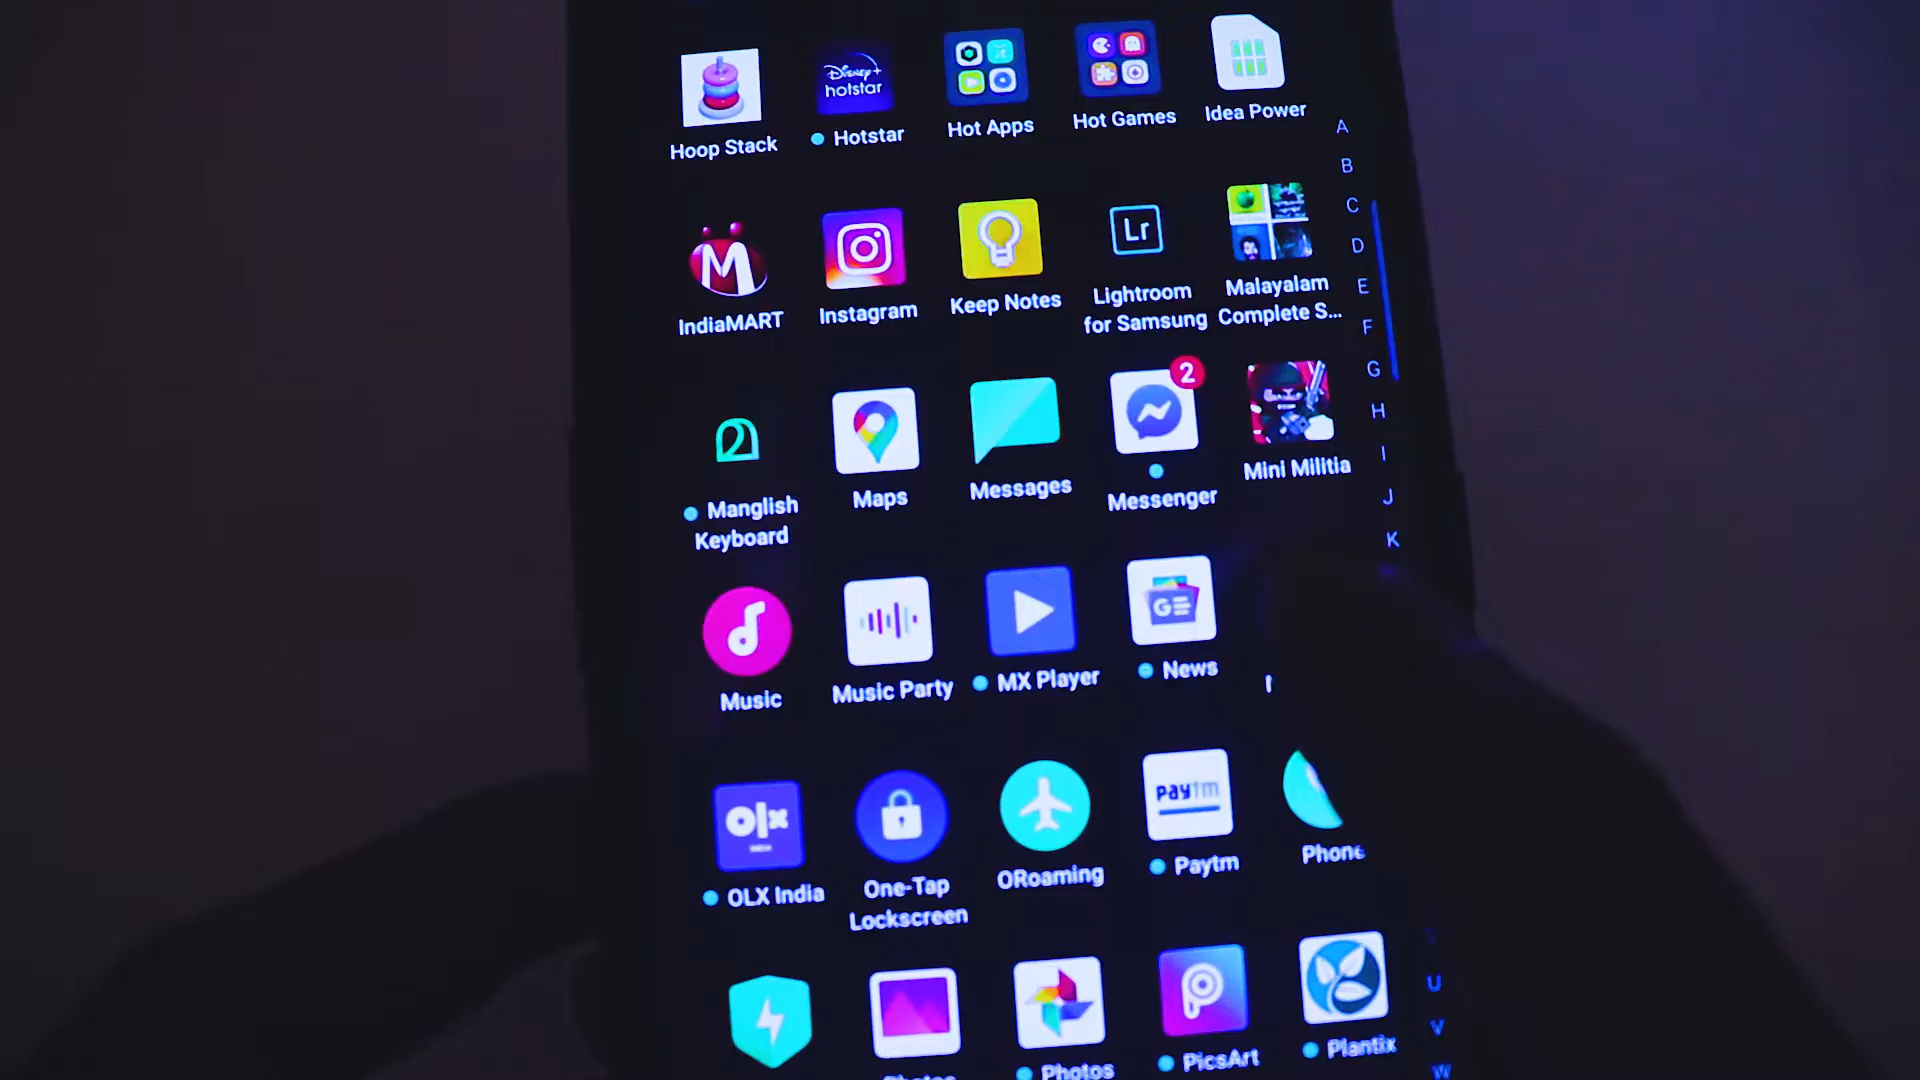 Disney+
hotstar
Hoop Stack
Hotstar
Hot Apps
Hot Games
Idea Power
A
B
C
D
E
F
G
H
I
J
K
M
Lr
IndiaMART
Instagram
Keep Notes
Lightroom
for Samsung
Malayalam
Complete S...
2
Manglish
Keyboard
Maps
Messages
Messenger
Mini Militia
G
Music
Music Party
MX Player
News
olx
INDIA
paytm
OLX India
One-Tap
Lockscreen
ORoaming
Paytm
Phone
Photos
Photos
PicsArt
Plantix
U
V
W